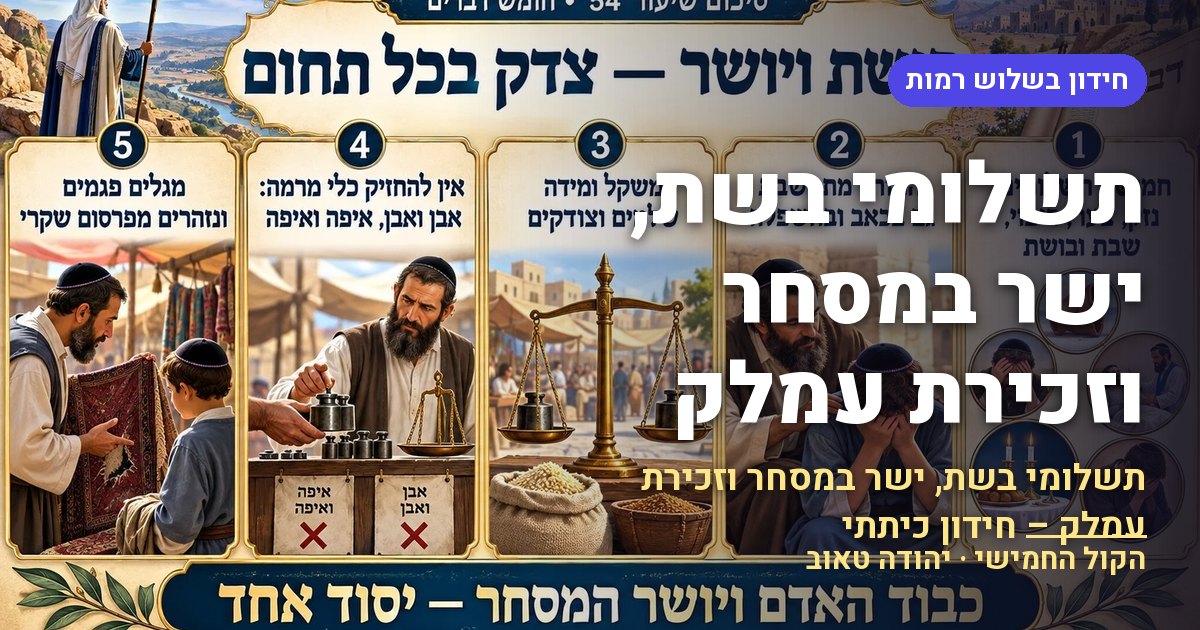 סיכום שיעור 54 • חומש דברים
בושת ויושר — צדק בכל תחום
חידון בשלוש רמות
תשלומי בשת,
ישר במסחר
וזכירת עמלק
תשלומי בשת, ישר במסחר וזכירת
עמלק – חידון כיתתי
הקול החמישי · יהודה טאוב
1
שבת ובושת
2
3
משקל ומידה
שלמים וצודקים
4
אין להחזיק כלי מרמה:
אבן ואבן, איפה ואיפה
איפה
ואיפה
אבן
ואבן
5
מגלים פגמים
ונזהרים מפרסום שקרי
כבוד האדם ויושר המסחר – יסוד אחד